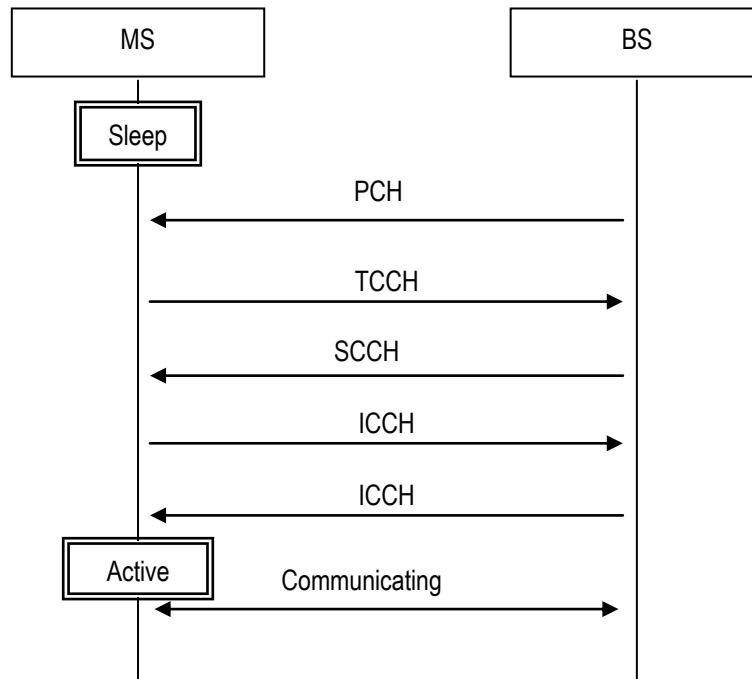 MS
BS
Sleep
PCH
TCCH
SCCH
ICCH
ICCH
Active
Communicating